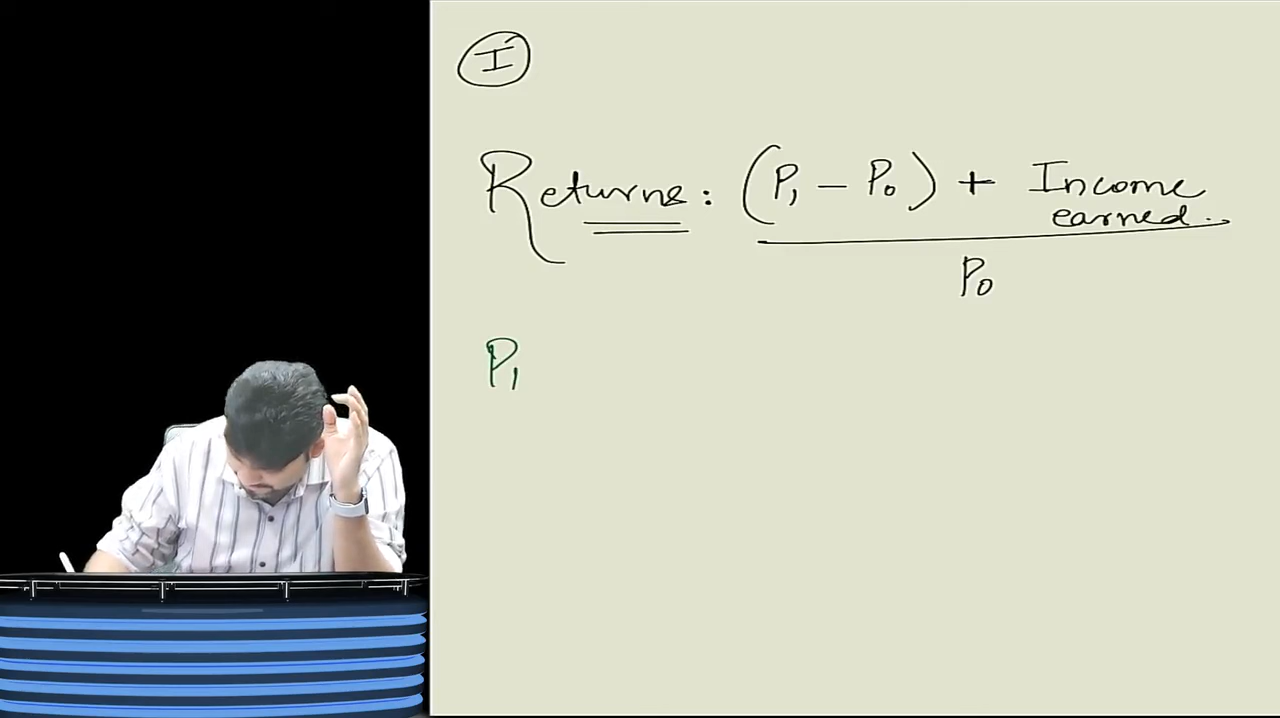 I
Returns: (P₁ - P₀) + Income earned.
P₀
P₁